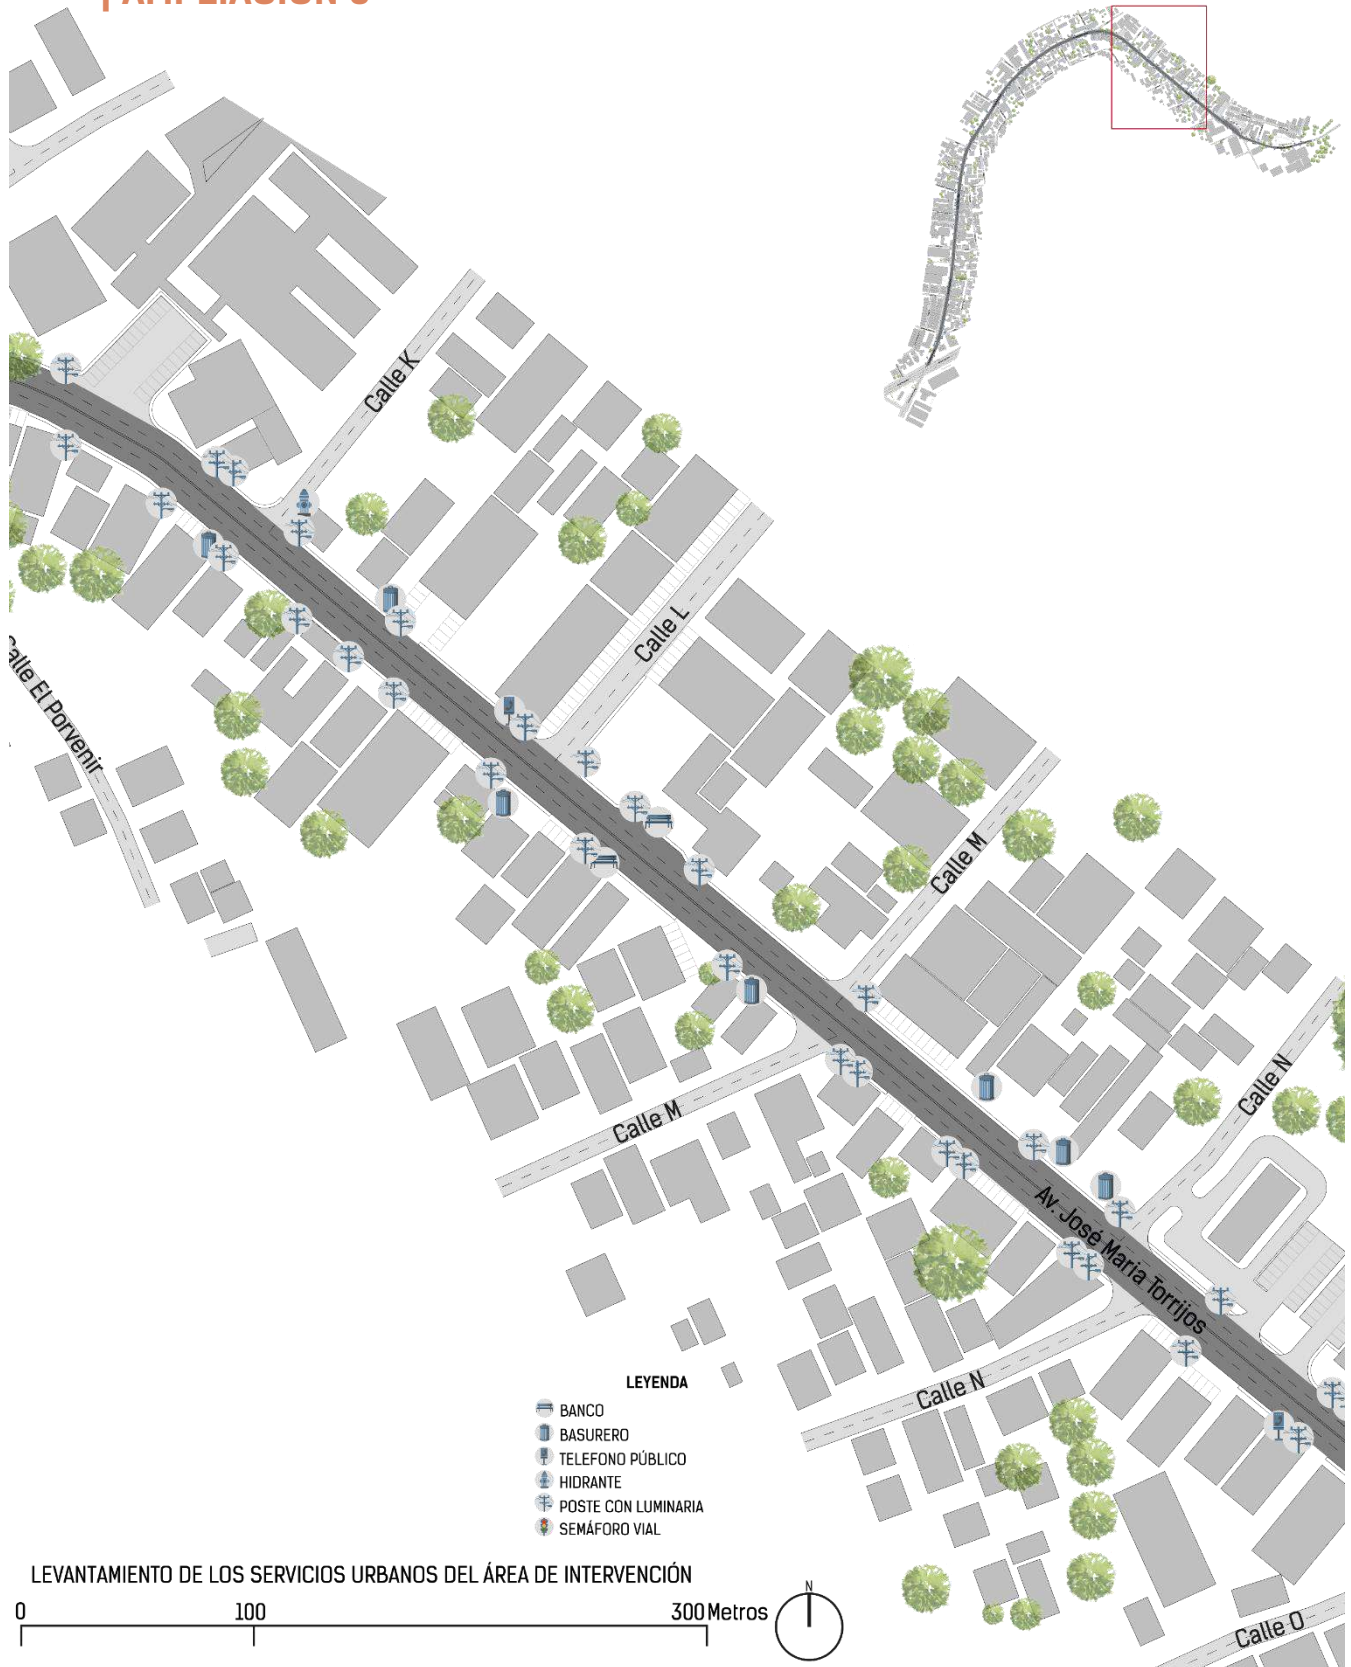 Calle K
Calle L
Calle El Porvenir
Calle M
Calle M
Calle N
Av. José Maria Torrijos
Calle N
LEYENDA
BANCO
BASURERO
TELEFONO PÚBLICO
HIDRANTE
POSTE CON LUMINARIA
SEMÁFORO VIAL
LEVANTAMIENTO DE LOS SERVICIOS URBANOS DEL ÁREA DE INTERVENCIÓN
0 100 300 Metros
N
Calle O